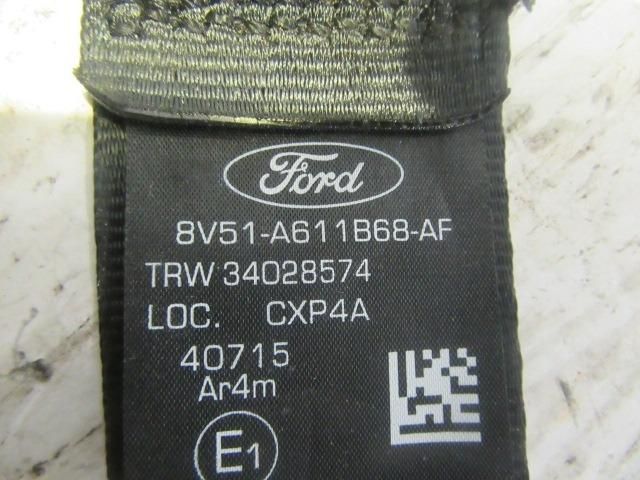 Ford
8V51-A611B68-AF
TRW 34028574
LOC. CXP4A
40715
Ar4m
E1